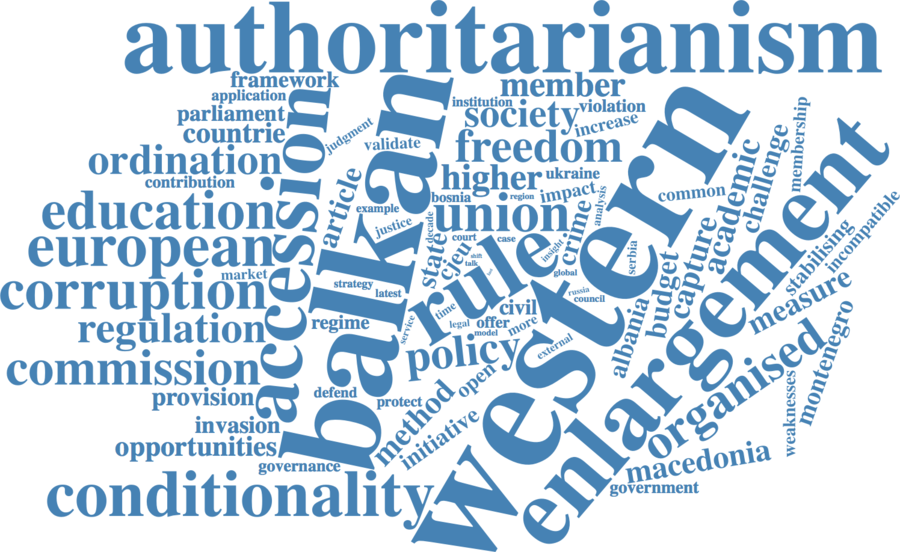 authoritarianism
framework
application
parliament
countrie
ordination
contribution
education
european
market
corruption
regulation
commission
provision
invasion
opportunities
governance
conditionality
accession
balkan
western
enlargement
rule
judgment
validate
article
example
justice
strategy
latest
regime
service
defend
protect
institution
member
society
violation
increase
freedom
higher
ukraine
bosnia
region
impact
analysis
union
decade
state
court
case
cjeu
shift
talk
insight
crime
global
russia
council
serbia
common
time
legal
civil
offer
more
model
policy
external
open
method
initiative
albania
budget
capture
academic
challenge
membership
stabilising
incompatible
measure
organised
montenegro
weaknesses
macedonia
government